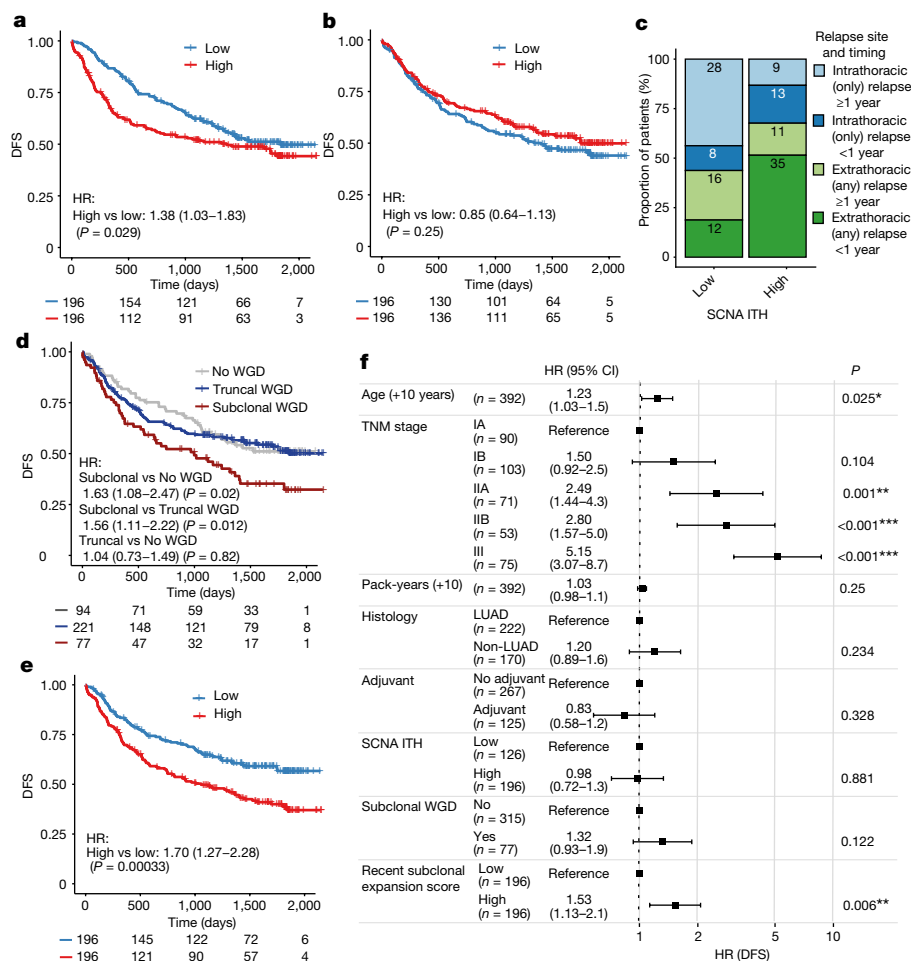 a
1.00
0.75
0.50
0.25
0
DFS
Low
High
HR:
High vs low: 1.38 (1.03–1.83)
(P = 0.029)
0 500 1,000 1,500 2,000
Time (days)
196 154 121 66 7
196 112 91 63 3
b
1.00
0.75
0.50
0.25
0
DFS
Low
High
HR:
High vs low: 0.85 (0.64–1.13)
(P = 0.25)
0 500 1,000 1,500 2,000
Time (days)
196 130 101 64 5
196 136 111 65 5
c
100
75
50
25
0
Proportion of patients (%)
28
8
16
12
9
13
11
35
Low
High
SCNA ITH
Relapse site
and timing
Intrathoracic
(only) relapse
≥1 year
Intrathoracic
(only) relapse
<1 year
Extrathoracic
(any) relapse
≥1 year
Extrathoracic
(any) relapse
<1 year
d
1.00
0.75
0.50
0.25
0
DFS
No WGD
Truncal WGD
Subclonal WGD
HR:
Subclonal vs No WGD
1.63 (1.08–2.47) (P = 0.02)
Subclonal vs Truncal WGD
1.56 (1.11–2.22) (P = 0.012)
Truncal vs No WGD
1.04 (0.73–1.49) (P = 0.82)
0 500 1,000 1,500 2,000
Time (days)
94 71 59 33 1
221 148 121 79 8
77 47 32 17 1
e
1.00
0.75
0.50
0.25
0
DFS
Low
High
HR:
High vs low: 1.70 (1.27–2.28)
(P = 0.00033)
0 500 1,000 1,500 2,000
Time (days)
196 145 122 72 6
196 121 90 57 4
f
HR (95% CI) P
Age (+10 years) (n = 392) 1.23 0.025*
(1.03–1.5)
TNM stage IA Reference
(n = 90)
IB 1.50 0.104
(n = 103) (0.92–2.5)
IIA 2.49 0.001**
(n = 71) (1.44–4.3)
IIB 2.80 <0.001***
(n = 53) (1.57–5.0)
III 5.15 <0.001***
(n = 75) (3.07–8.7)
Pack-years (+10) (n = 392) 1.03 0.25
(0.98–1.1)
Histology LUAD Reference
(n = 222)
Non-LUAD 1.20 0.234
(n = 170) (0.89–1.6)
Adjuvant No adjuvant Reference
(n = 267)
Adjuvant 0.83 0.328
(n = 125) (0.58–1.2)
SCNA ITH Low Reference
(n = 126)
High 0.98 0.881
(n = 196) (0.72–1.3)
Subclonal WGD No Reference
(n = 315)
Yes 1.32 0.122
(n = 77) (0.93–1.9)
Recent subclonal Low Reference
expansion score (n = 196)
High 1.53 0.006**
(n = 196) (1.13–2.1)
1 2 5 10
HR (DFS)